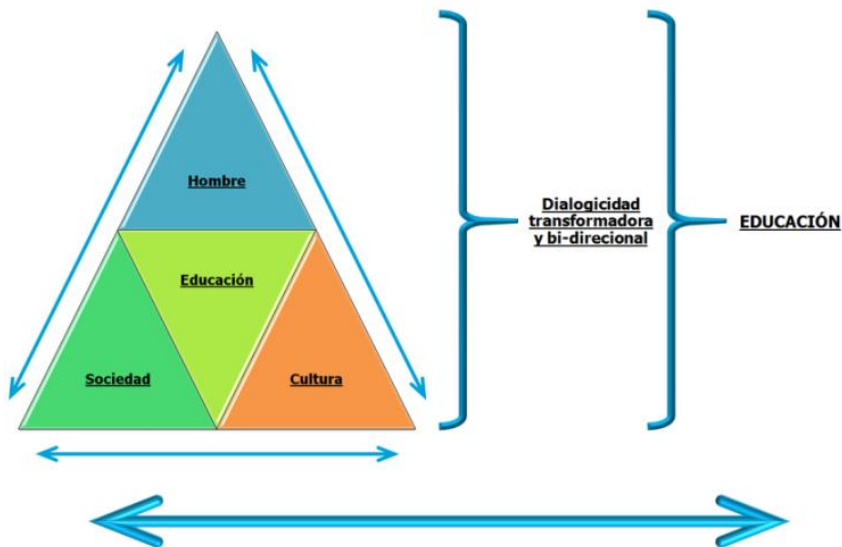 Hombre
Educación
Sociedad
Cultura
Dialogicidad
transformadora
y bi-direcional
EDUCACIÓN